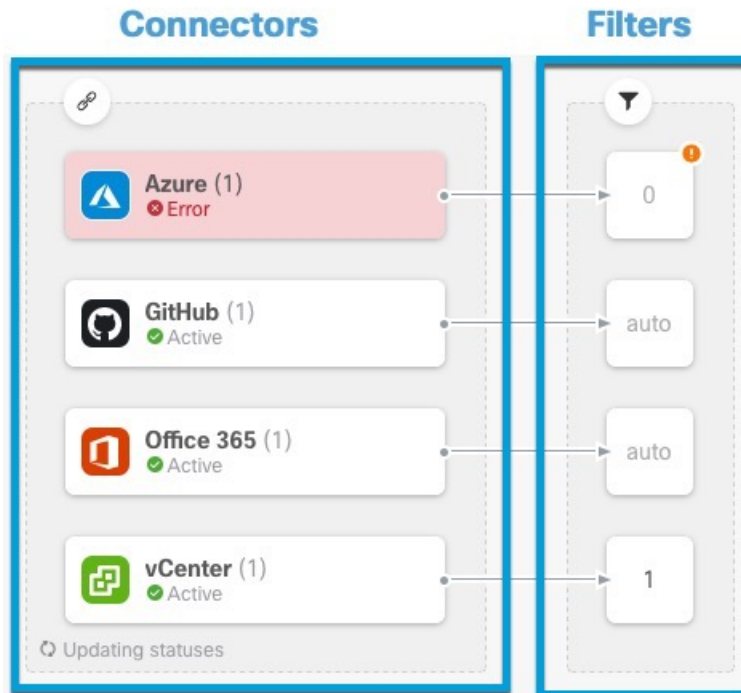 Connectors
Filters
Azure (1)
Error
0
GitHub (1)
Active
auto
Office 365 (1)
Active
auto
vCenter (1)
Active
1
Updating statuses